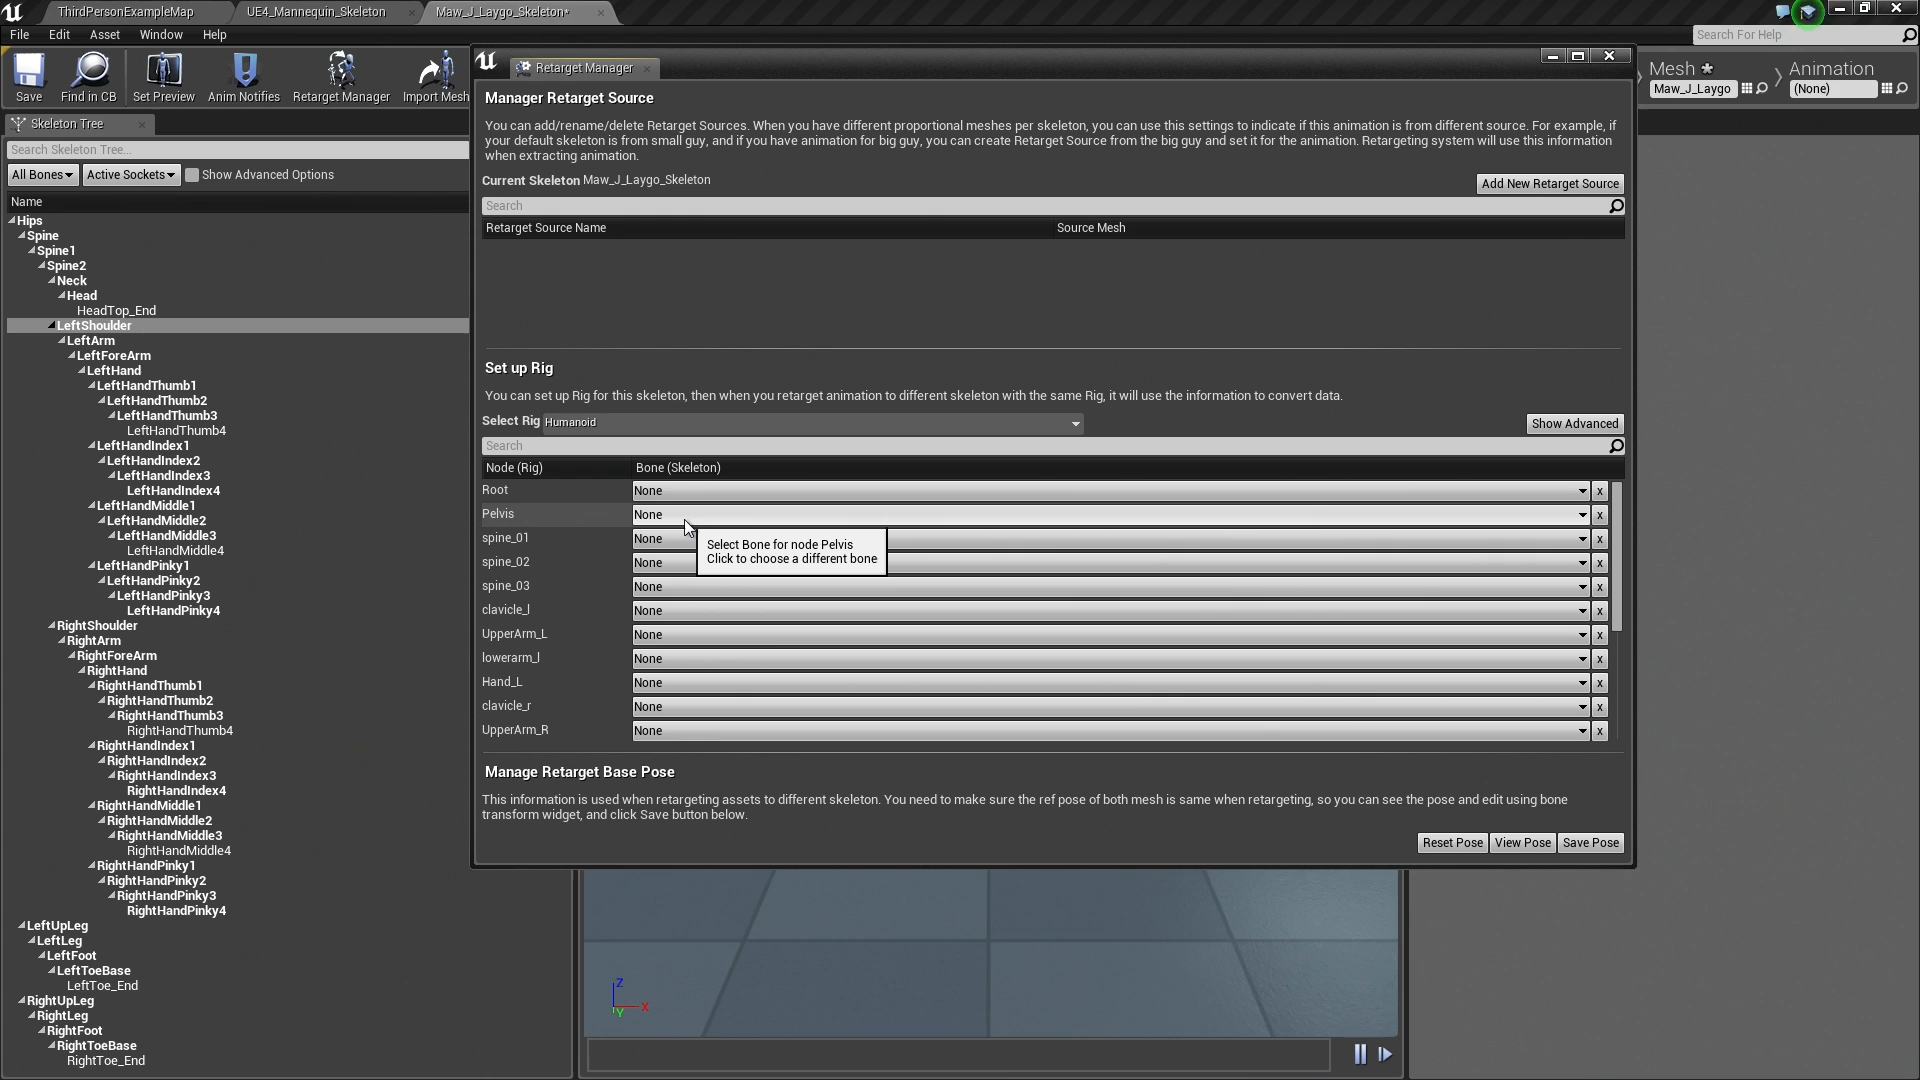 ThirdPersonExampleMap
UE4_Mannequin_Skeleton
Maw_J_Laygo_Skeleton*
File
Edit
Asset
Window
Help
Search For Help
Save
Find in CB
Set Preview
Anim Notifies
Retarget Manager
Import Mesh
Mesh *
Maw_J_Laygo
Animation
(None)
Skeleton Tree
Search Skeleton Tree...
All Bones
Active Sockets
Show Advanced Options
Name
Hips
Spine
Spine1
Spine2
Neck
Head
HeadTop_End
LeftShoulder
LeftArm
LeftForeArm
LeftHand
LeftHandThumb1
LeftHandThumb2
LeftHandThumb3
LeftHandThumb4
LeftHandIndex1
LeftHandIndex2
LeftHandIndex3
LeftHandIndex4
LeftHandMiddle1
LeftHandMiddle2
LeftHandMiddle3
LeftHandMiddle4
LeftHandPinky1
LeftHandPinky2
LeftHandPinky3
LeftHandPinky4
RightShoulder
RightArm
RightForeArm
RightHand
RightHandThumb1
RightHandThumb2
RightHandThumb3
RightHandThumb4
RightHandIndex1
RightHandIndex2
RightHandIndex3
RightHandIndex4
RightHandMiddle1
RightHandMiddle2
RightHandMiddle3
RightHandMiddle4
RightHandPinky1
RightHandPinky2
RightHandPinky3
RightHandPinky4
LeftUpLeg
LeftLeg
LeftFoot
LeftToeBase
LeftToe_End
RightUpLeg
RightLeg
RightFoot
RightToeBase
RightToe_End
Retarget Manager
Manager Retarget Source
You can add/rename/delete Retarget Sources. When you have different proportional meshes per skeleton, you can use this settings to indicate if this animation is from different source. For example, if
your default skeleton is from small guy, and if you have animation for big guy, you can create Retarget Source from the big guy and set it for the animation. Retargeting system will use this information
when extracting animation.
Current Skeleton Maw_J_Laygo_Skeleton
Add New Retarget Source
Search
Retarget Source Name
Source Mesh
Set up Rig
You can set up Rig for this skeleton, then when you retarget animation to different skeleton with the same Rig, it will use the information to convert data.
Select Rig Humanoid
Show Advanced
Search
Node (Rig)
Bone (Skeleton)
Root None x
Pelvis None x
spine_01 None x
spine_02 None x
spine_03 None x
clavicle_l None x
UpperArm_L None x
lowerarm_l None x
Hand_L None x
clavicle_r None x
UpperArm_R None x
Select Bone for node Pelvis
Click to choose a different bone
Manage Retarget Base Pose
This information is used when retargeting assets to different skeleton. You need to make sure the ref pose of both mesh is same when retargeting, so you can see the pose and edit using bone
transform widget, and click Save button below.
Reset Pose
View Pose
Save Pose
Z
X
Y